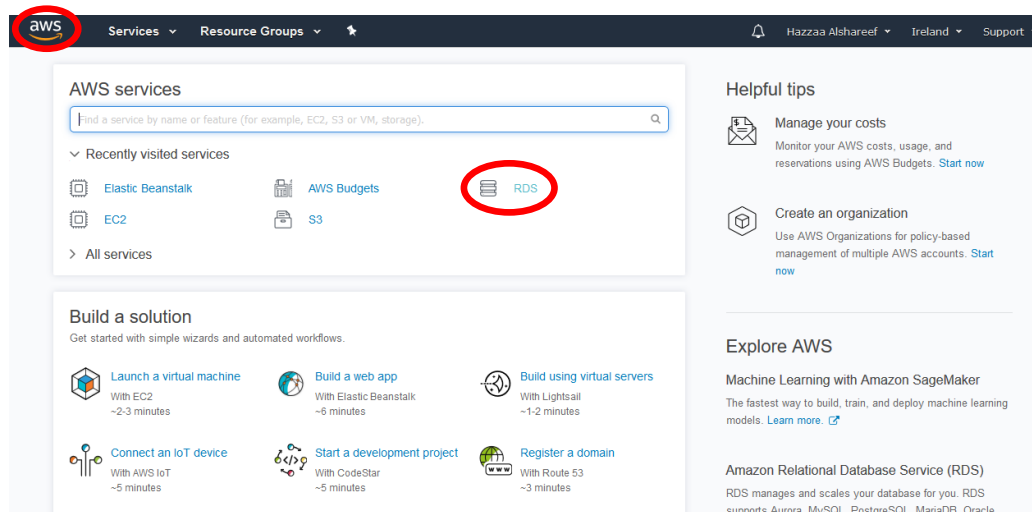 aws Services Resource Groups Hazzaa Alshareef Ireland Support
AWS services
Find a service by name or feature (for example, EC2, S3 or VM, storage).
Recently visited services
Elastic Beanstalk AWS Budgets RDS
EC2 S3
All services
Build a solution
Get started with simple wizards and automated workflows.
Launch a virtual machine
With EC2
~2-3 minutes
Build a web app
With Elastic Beanstalk
~6 minutes
Build using virtual servers
With Lightsail
~1-2 minutes
Connect an IoT device
With AWS IoT
~5 minutes
Start a development project
With CodeStar
~5 minutes
Register a domain
With Route 53
~3 minutes
Helpful tips
Manage your costs
Monitor your AWS costs, usage, and
reservations using AWS Budgets. Start now
Create an organization
Use AWS Organizations for policy-based
management of multiple AWS accounts. Start
now
Explore AWS
Machine Learning with Amazon SageMaker
The fastest way to build, train, and deploy machine learning
models. Learn more.
Amazon Relational Database Service (RDS)
RDS manages and scales your database for you. RDS
supports Aurora, MySQL, PostgreSQL, MariaDB, Oracle,